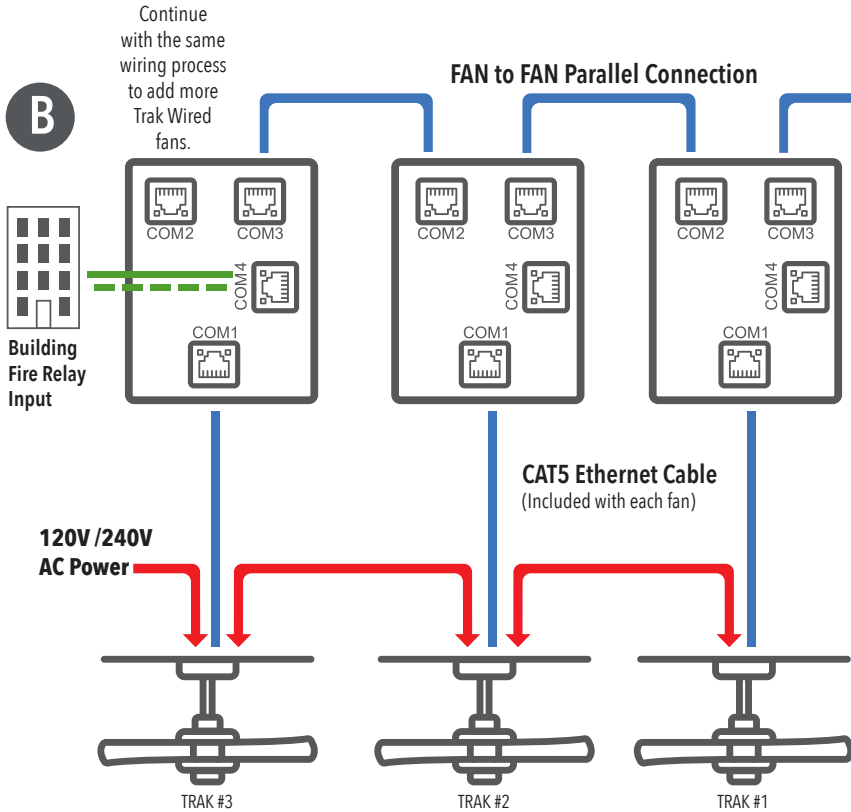 Continue
with the same
wiring process
to add more
Trak Wired
fans.
B
FAN to FAN Parallel Connection
COM2
COM3
COM4
COM1
COM2
COM3
COM4
COM1
COM2
COM3
COM4
COM1
Building
Fire Relay
Input
CAT5 Ethernet Cable
(Included with each fan)
120V /240V
AC Power
TRAK #3
TRAK #2
TRAK #1